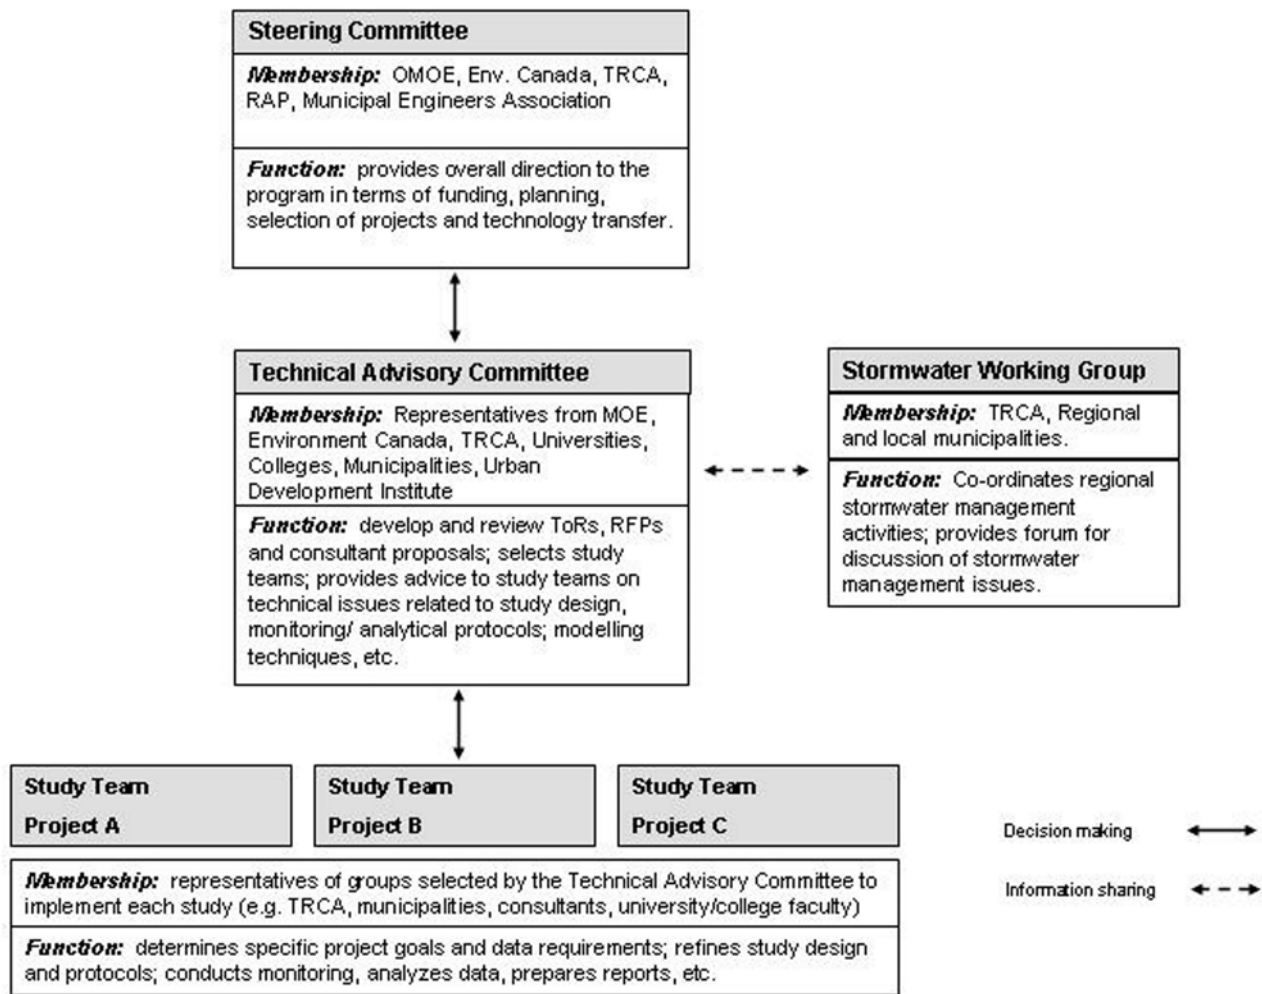 Steering Committee
Membership: OMOE, Env. Canada, TRCA,
RAP, Municipal Engineers Association
Function: provides overall direction to the
program in terms of funding, planning,
selection of projects and technology transfer.
Technical Advisory Committee
Membership: Representatives from MOE,
Environment Canada, TRCA, Universities,
Colleges, Municipalities, Urban
Development Institute
Function: develop and review ToRs, RFPs
and consultant proposals; selects study
teams; provides advice to study teams on
technical issues related to study design,
monitoring/ analytical protocols; modelling
techniques, etc.
Stormwater Working Group
Membership: TRCA, Regional
and local municipalities.
Function: Co-ordinates regional
stormwater management
activities; provides forum for
discussion of stormwater
management issues.
Study Team
Project A
Study Team
Project B
Study Team
Project C
Membership: representatives of groups selected by the Technical Advisory Committee to
implement each study (e.g. TRCA, municipalities, consultants, university/college faculty)
Function: determines specific project goals and data requirements; refines study design
and protocols; conducts monitoring, analyzes data, prepares reports, etc.
Decision making
Information sharing